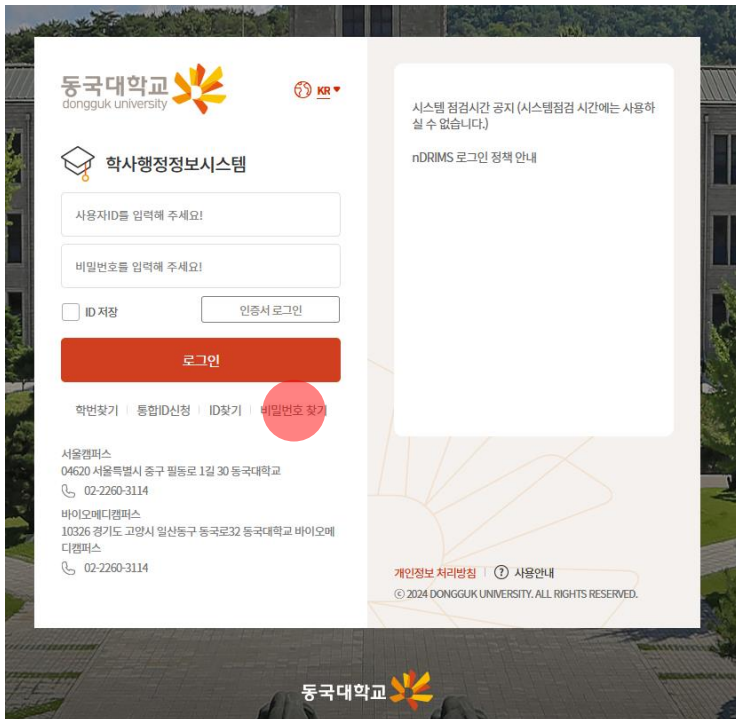 동국대학교
dongguk university
KR
학사행정정보시스템
사용자ID를 입력해 주세요!
비밀번호를 입력해 주세요!
ID 저장
인증서 로그인
로그인
학번찾기
통합ID신청
ID찾기
비밀번호 찾기
서울캠퍼스
04620 서울특별시 중구 필동로 1길 30 동국대학교
02-2260-3114
바이오메디캠퍼스
10326 경기도 고양시 일산동구 동국로32 동국대학교 바이오메
디캠퍼스
02-2260-3114
시스템 점검시간 공지 (시스템점검 시간에는 사용하
실 수 없습니다.)
nDRIMS 로그인 정책 안내
개인정보 처리방침
? 사용안내
ⓒ 2024 DONGGUK UNIVERSITY. ALL RIGHTS RESERVED.
동국대학교